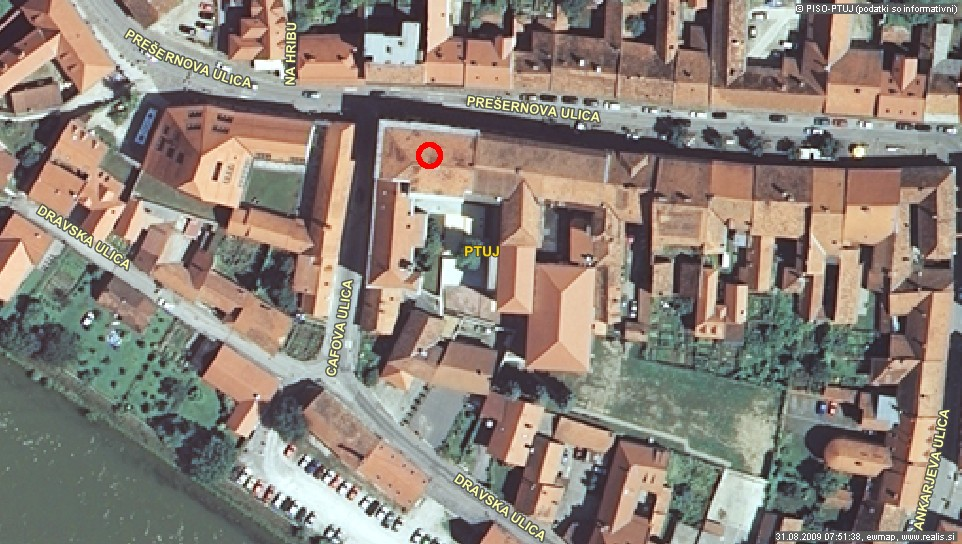 © PISO-PTUJ (podatki so informativni)
PREŠERNOVA ULICA
NA HRIBU
PREŠERNOVA ULICA
DRAVSKA ULICA
PTUJ
CAFOVA ULICA
DRAVSKA ULICA
ANKARJEVA ULICA
31.08.2009 07:51:38, ewmap, www.realis.si